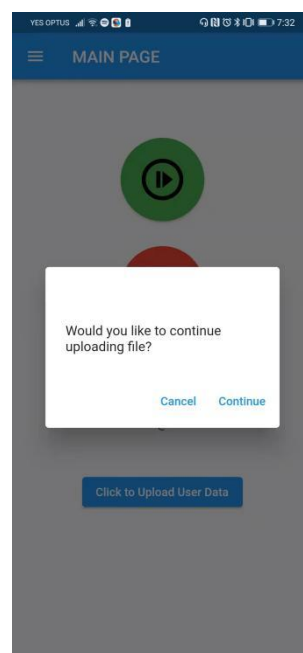 YES OPTUS 7:32
MAIN PAGE
Would you like to continue
uploading file?
Cancel Continue
Click to Upload User Data